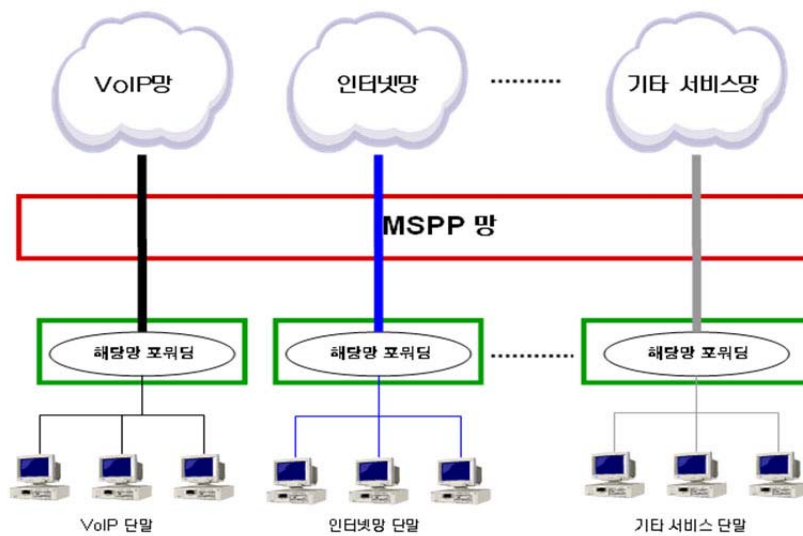 VoIP망
인터넷망
기타 서비스망
MSPP 망
해당망 포워딩
해당망 포워딩
해당망 포워딩
VoIP 단말
인터넷망 단말
기타 서비스 단말